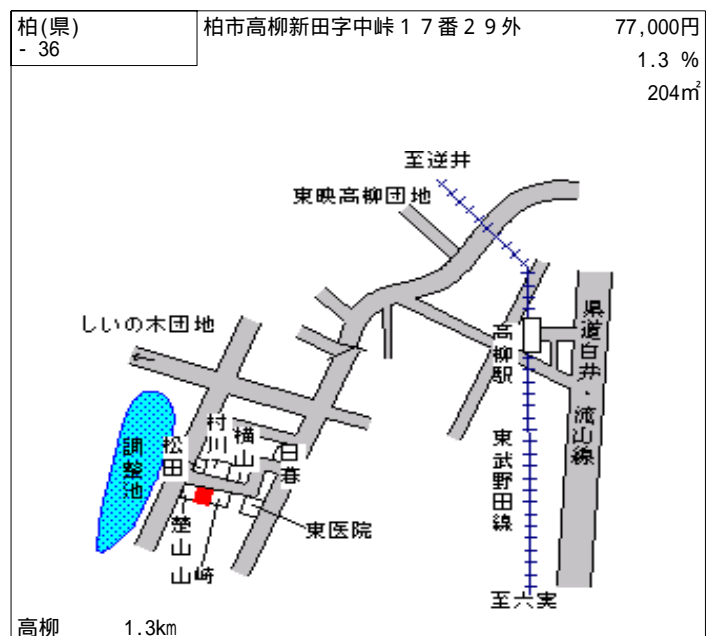 柏(県)
- 36
柏市高柳新田字中峠１７番２９外
77,000円
1.3 %
204㎡
至逆井
東映高柳団地
しいの木団地
高柳駅
県道白井・流山線
東武野田線
調整池
松田
村川
横山
日暮
楚山
山崎
東医院
至六実
高柳
1.3km